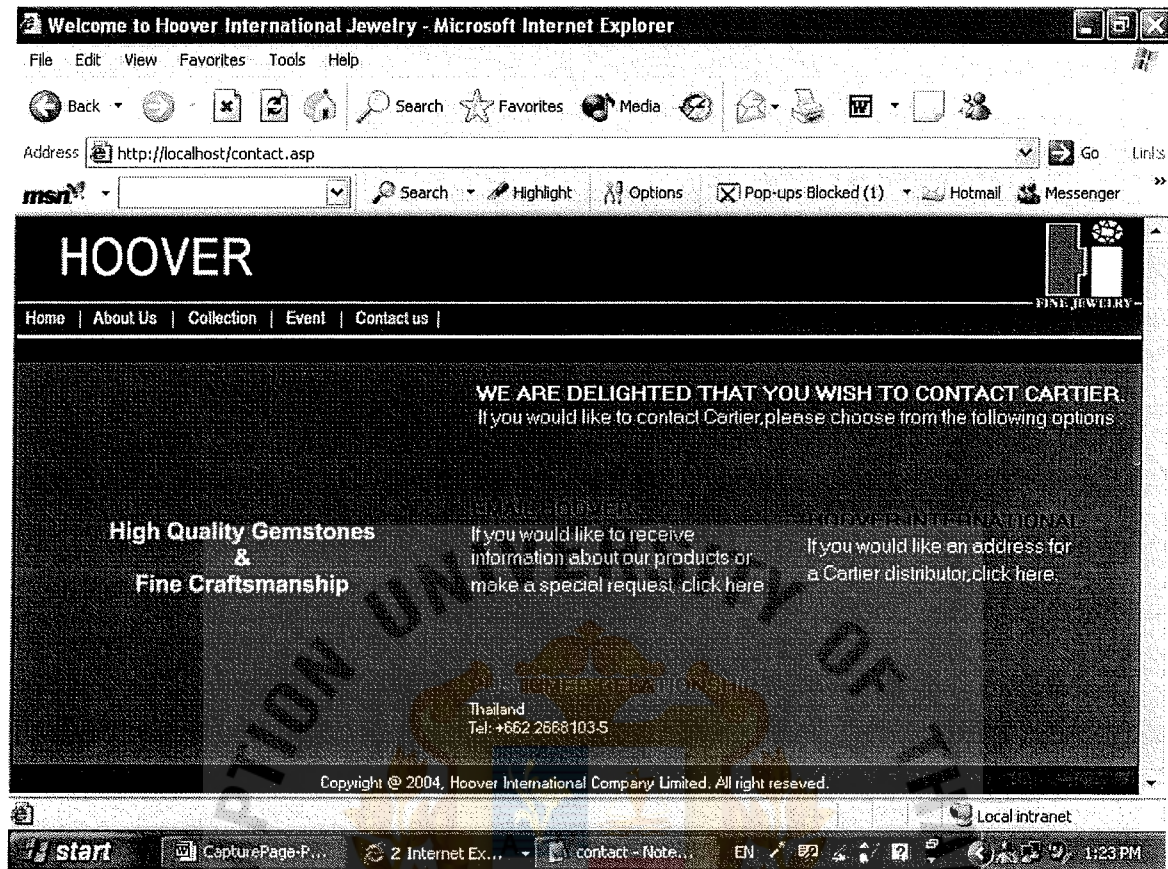 Welcome to Hoover International Jewelry - Microsoft Internet Explorer
File Edit View Favorites Tools Help
Back Search Favorites Media
Address http://localhost/contact.asp Go Links
msn Search Highlight Options Pop-ups Blocked (1) Hotmail Messenger »
HOOVER
FINE JEWELRY
Home | About Us | Collection | Event | Contact us |
WE ARE DELIGHTED THAT YOU WISH TO CONTACT CARTIER.
If you would like to contact Cartier,please choose from the following options
High Quality Gemstones
&
Fine Craftsmanship
EMAIL HOOVER
If you would like to receive
information about our products or
make a special request, click here
HOOVER INTERNATIONAL
If you would like an address for
a Cartier distributor,click here.
Thailand
Tel: +662 2668103-5
Copyright @ 2004, Hoover International Company Limited. All right reseved.
Local intranet
start CapturePage-P... 2 Internet Ex... contact - Note... EN 1:23 PM